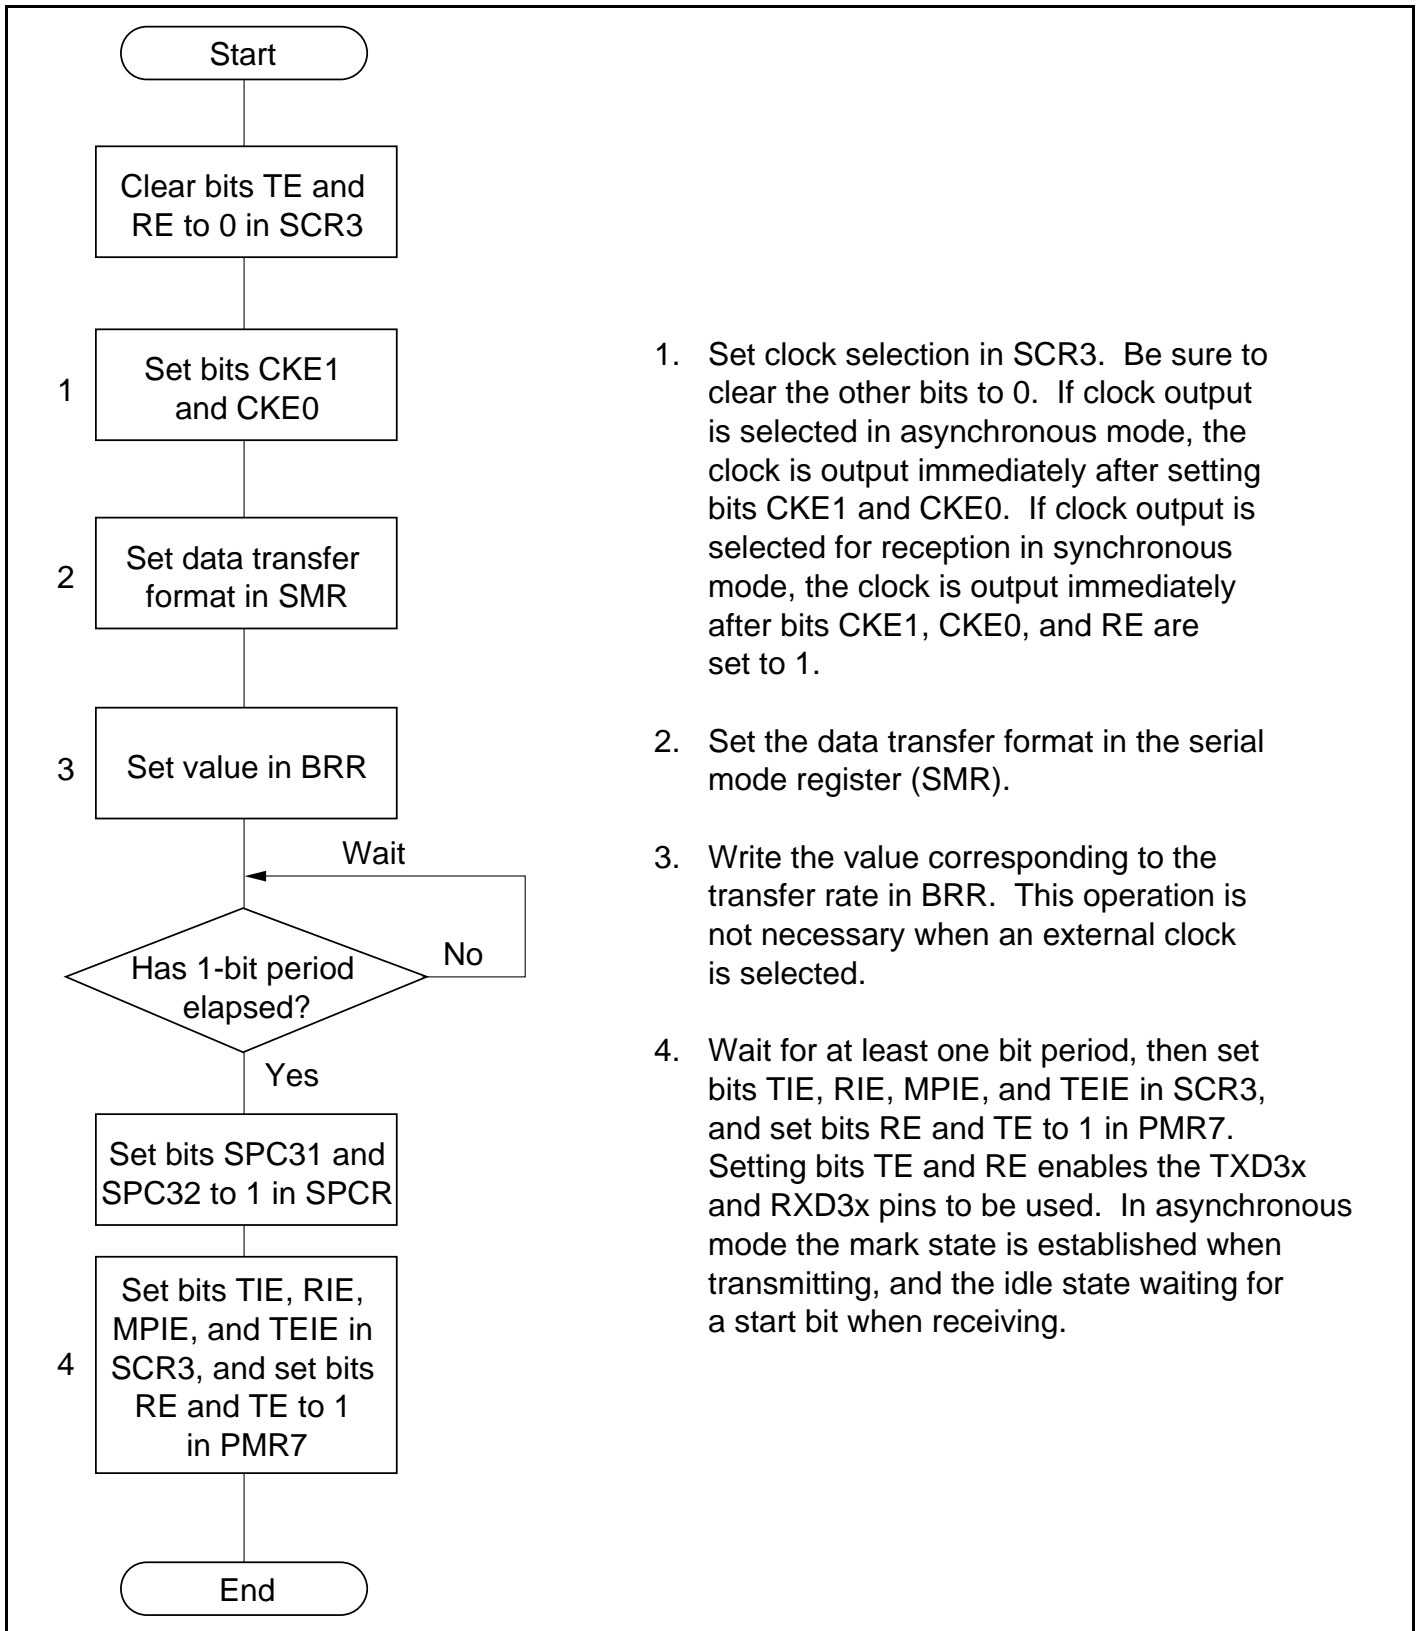 Start
Clear bits TE and
RE to 0 in SCR3
1
Set bits CKE1
and CKE0
2
Set data transfer
format in SMR
3
Set value in BRR
Wait
Has 1-bit period
elapsed?
No
Yes
Set bits SPC31 and
SPC32 to 1 in SPCR
4
Set bits TIE, RIE,
MPIE, and TEIE in
SCR3, and set bits
RE and TE to 1
in PMR7
End
1. Set clock selection in SCR3. Be sure to
clear the other bits to 0. If clock output
is selected in asynchronous mode, the
clock is output immediately after setting
bits CKE1 and CKE0. If clock output is
selected for reception in synchronous
mode, the clock is output immediately
after bits CKE1, CKE0, and RE are
set to 1.
2. Set the data transfer format in the serial
mode register (SMR).
3. Write the value corresponding to the
transfer rate in BRR. This operation is
not necessary when an external clock
is selected.
4. Wait for at least one bit period, then set
bits TIE, RIE, MPIE, and TEIE in SCR3,
and set bits RE and TE to 1 in PMR7.
Setting bits TE and RE enables the TXD3x
and RXD3x pins to be used. In asynchronous
mode the mark state is established when
transmitting, and the idle state waiting for
a start bit when receiving.